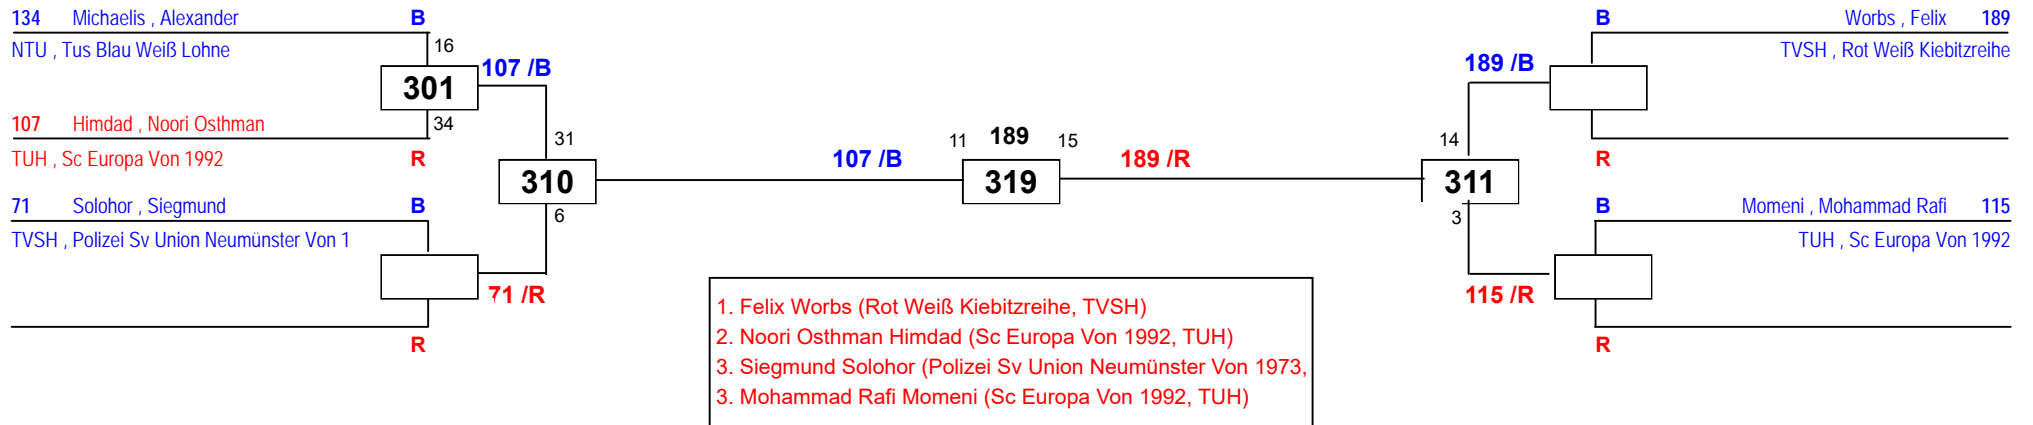 134 Michaelis , Alexander B
NTU , Tus Blau Weiß Lohne
16
301
107 /B
107 Himdad , Noori Osthman
34
TUH , Sc Europa Von 1992 R
31
310
6
71 Solohor , Siegmund B
TVSH , Polizei Sv Union Neumünster Von 1
71 /R
R
107 /B
11 189 15
319
189 /R
B Worbs , Felix 189
TVSH , Rot Weiß Kiebitzreihe
189 /B
R
14
311
3
B Momeni , Mohammad Rafi 115
TUH , Sc Europa Von 1992
115 /R
R
1. Felix Worbs (Rot Weiß Kiebitzreihe, TVSH)
2. Noori Osthman Himdad (Sc Europa Von 1992, TUH)
3. Siegmund Solohor (Polizei Sv Union Neumünster Von 1973,
3. Mohammad Rafi Momeni (Sc Europa Von 1992, TUH)